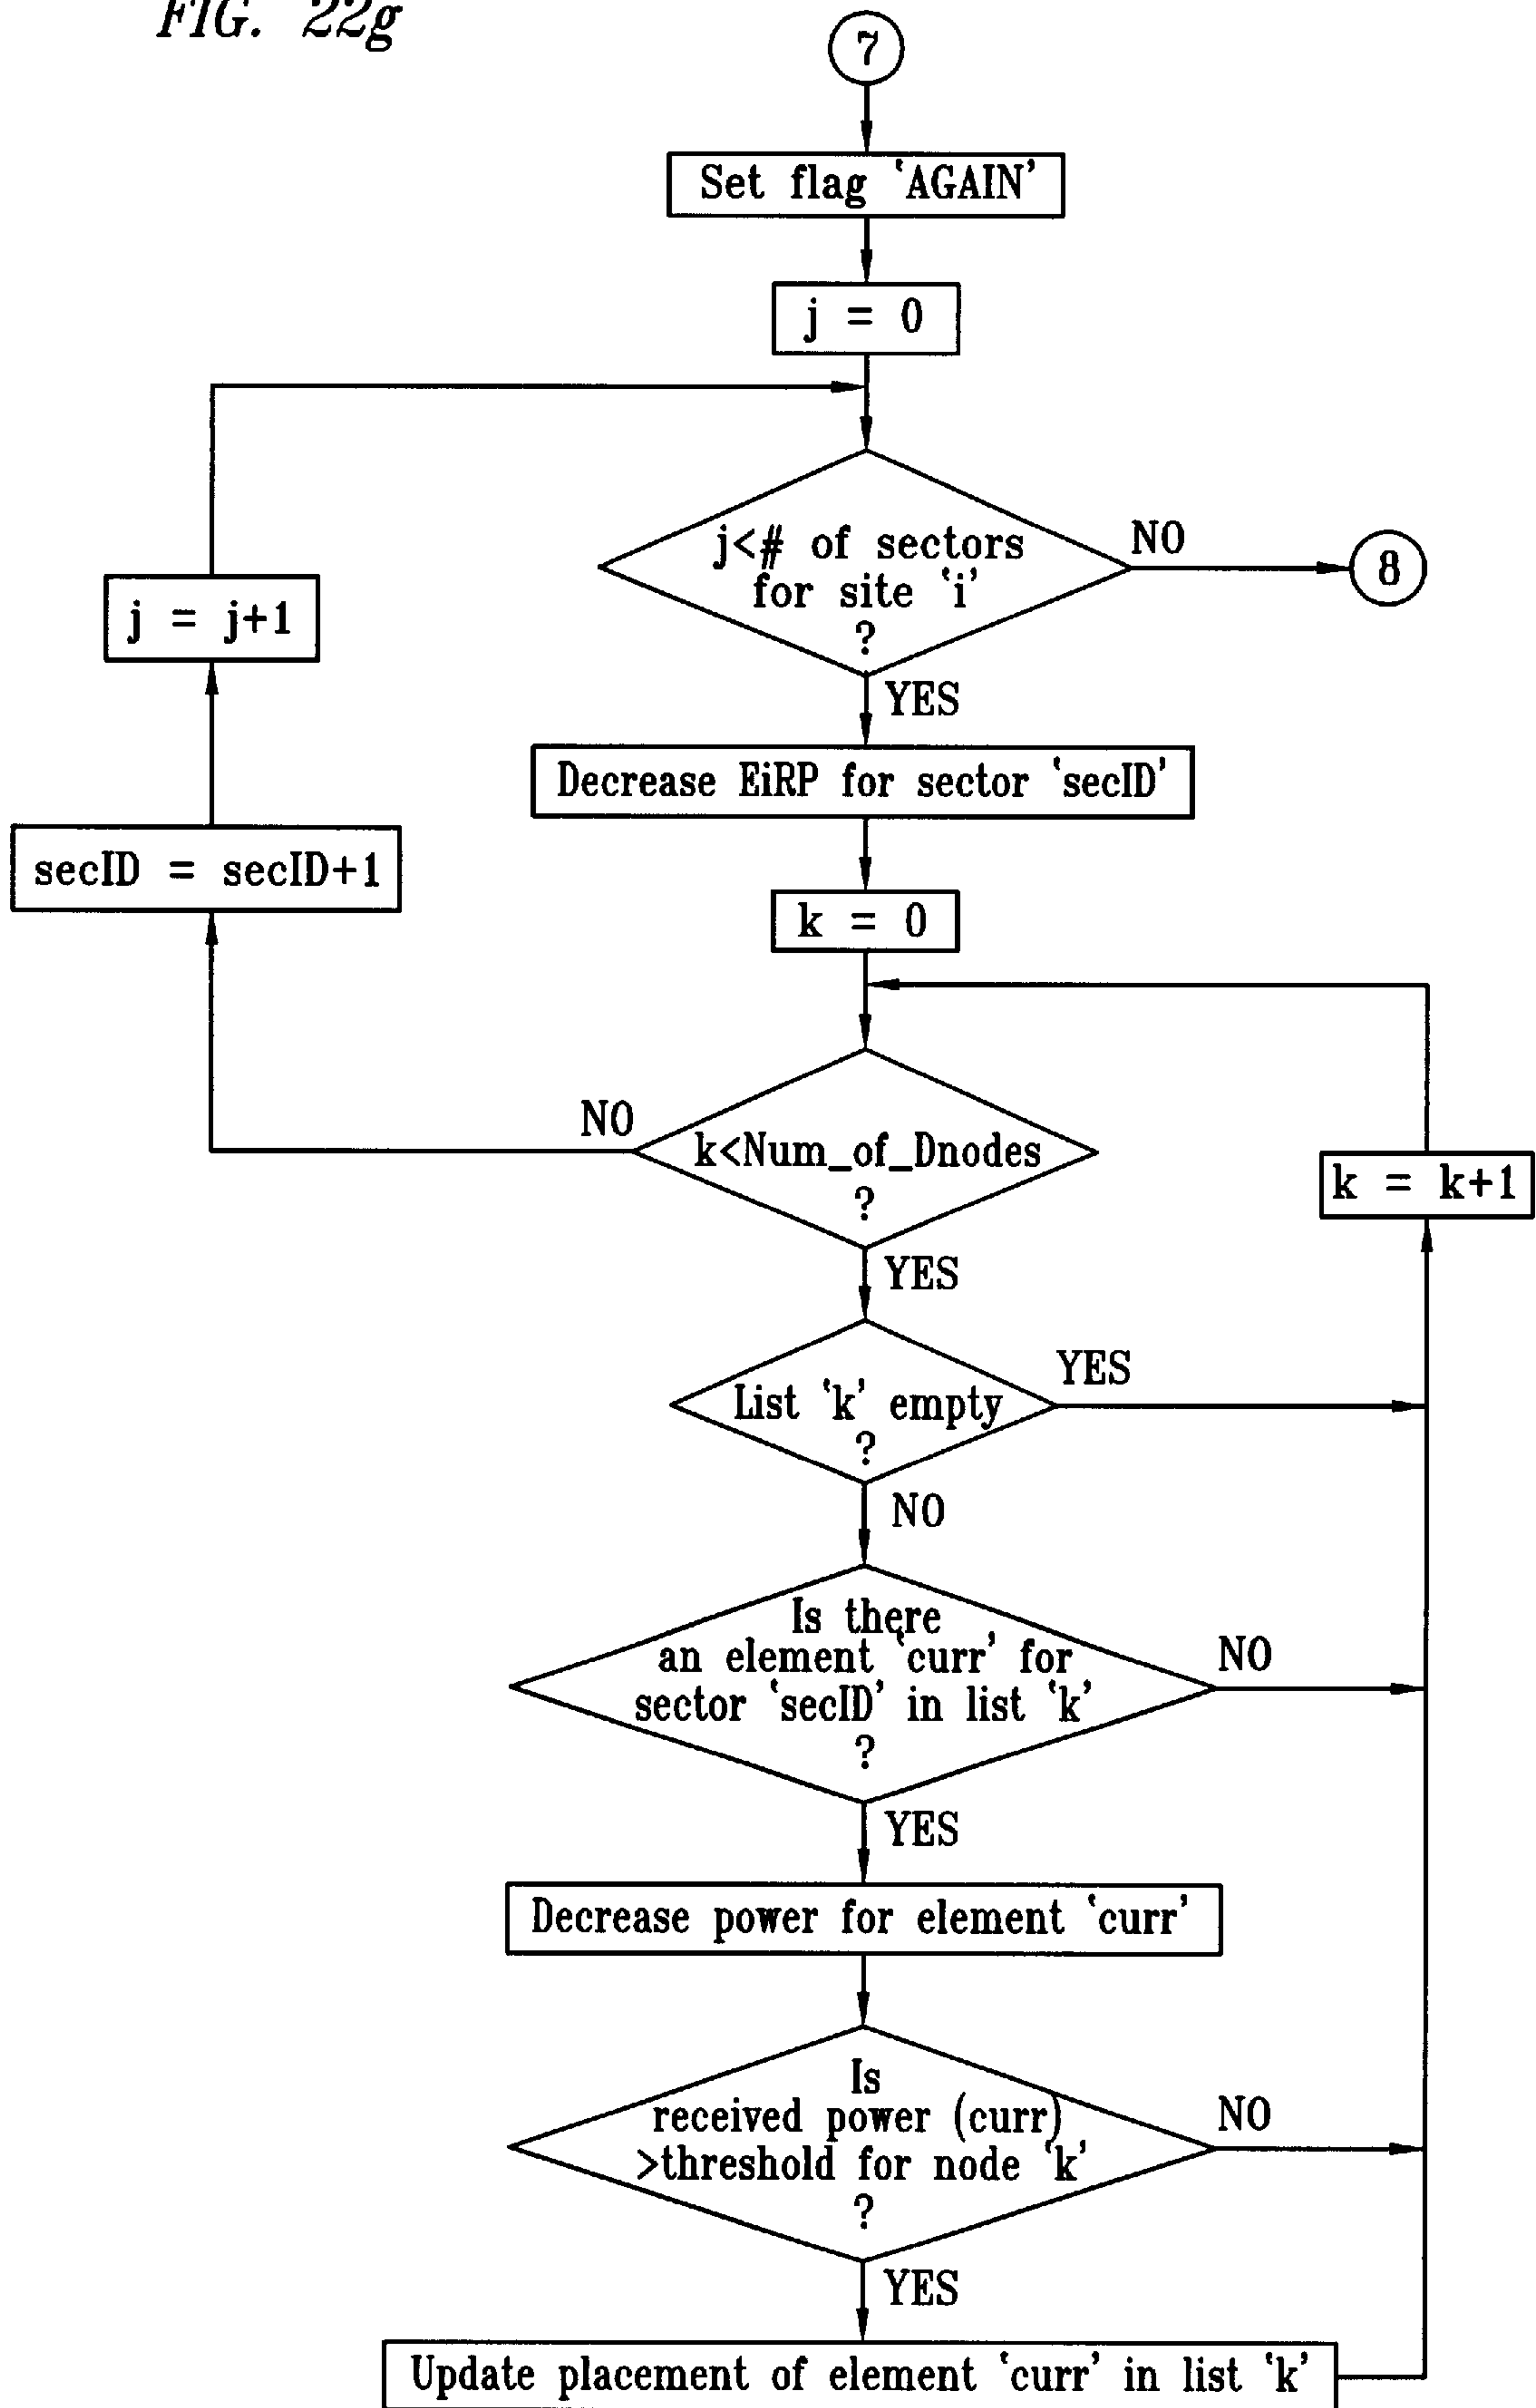 FIG. 22g
7
Set flag ‘AGAIN’
j = 0
j<# of sectors
for site ‘i’
?
NO
8
YES
j = j+1
Decrease EiRP for sector ‘secID’
secID = secID+1
k = 0
NO
k<Num_of_Dnodes
?
k = k+1
YES
List ‘k’ empty
?
YES
NO
Is there
an element ‘curr’ for
sector ‘secID’ in list ‘k’
?
NO
YES
Decrease power for element ‘curr’
Is
received power (curr)
>threshold for node ‘k’
?
NO
YES
Update placement of element ‘curr’ in list ‘k’